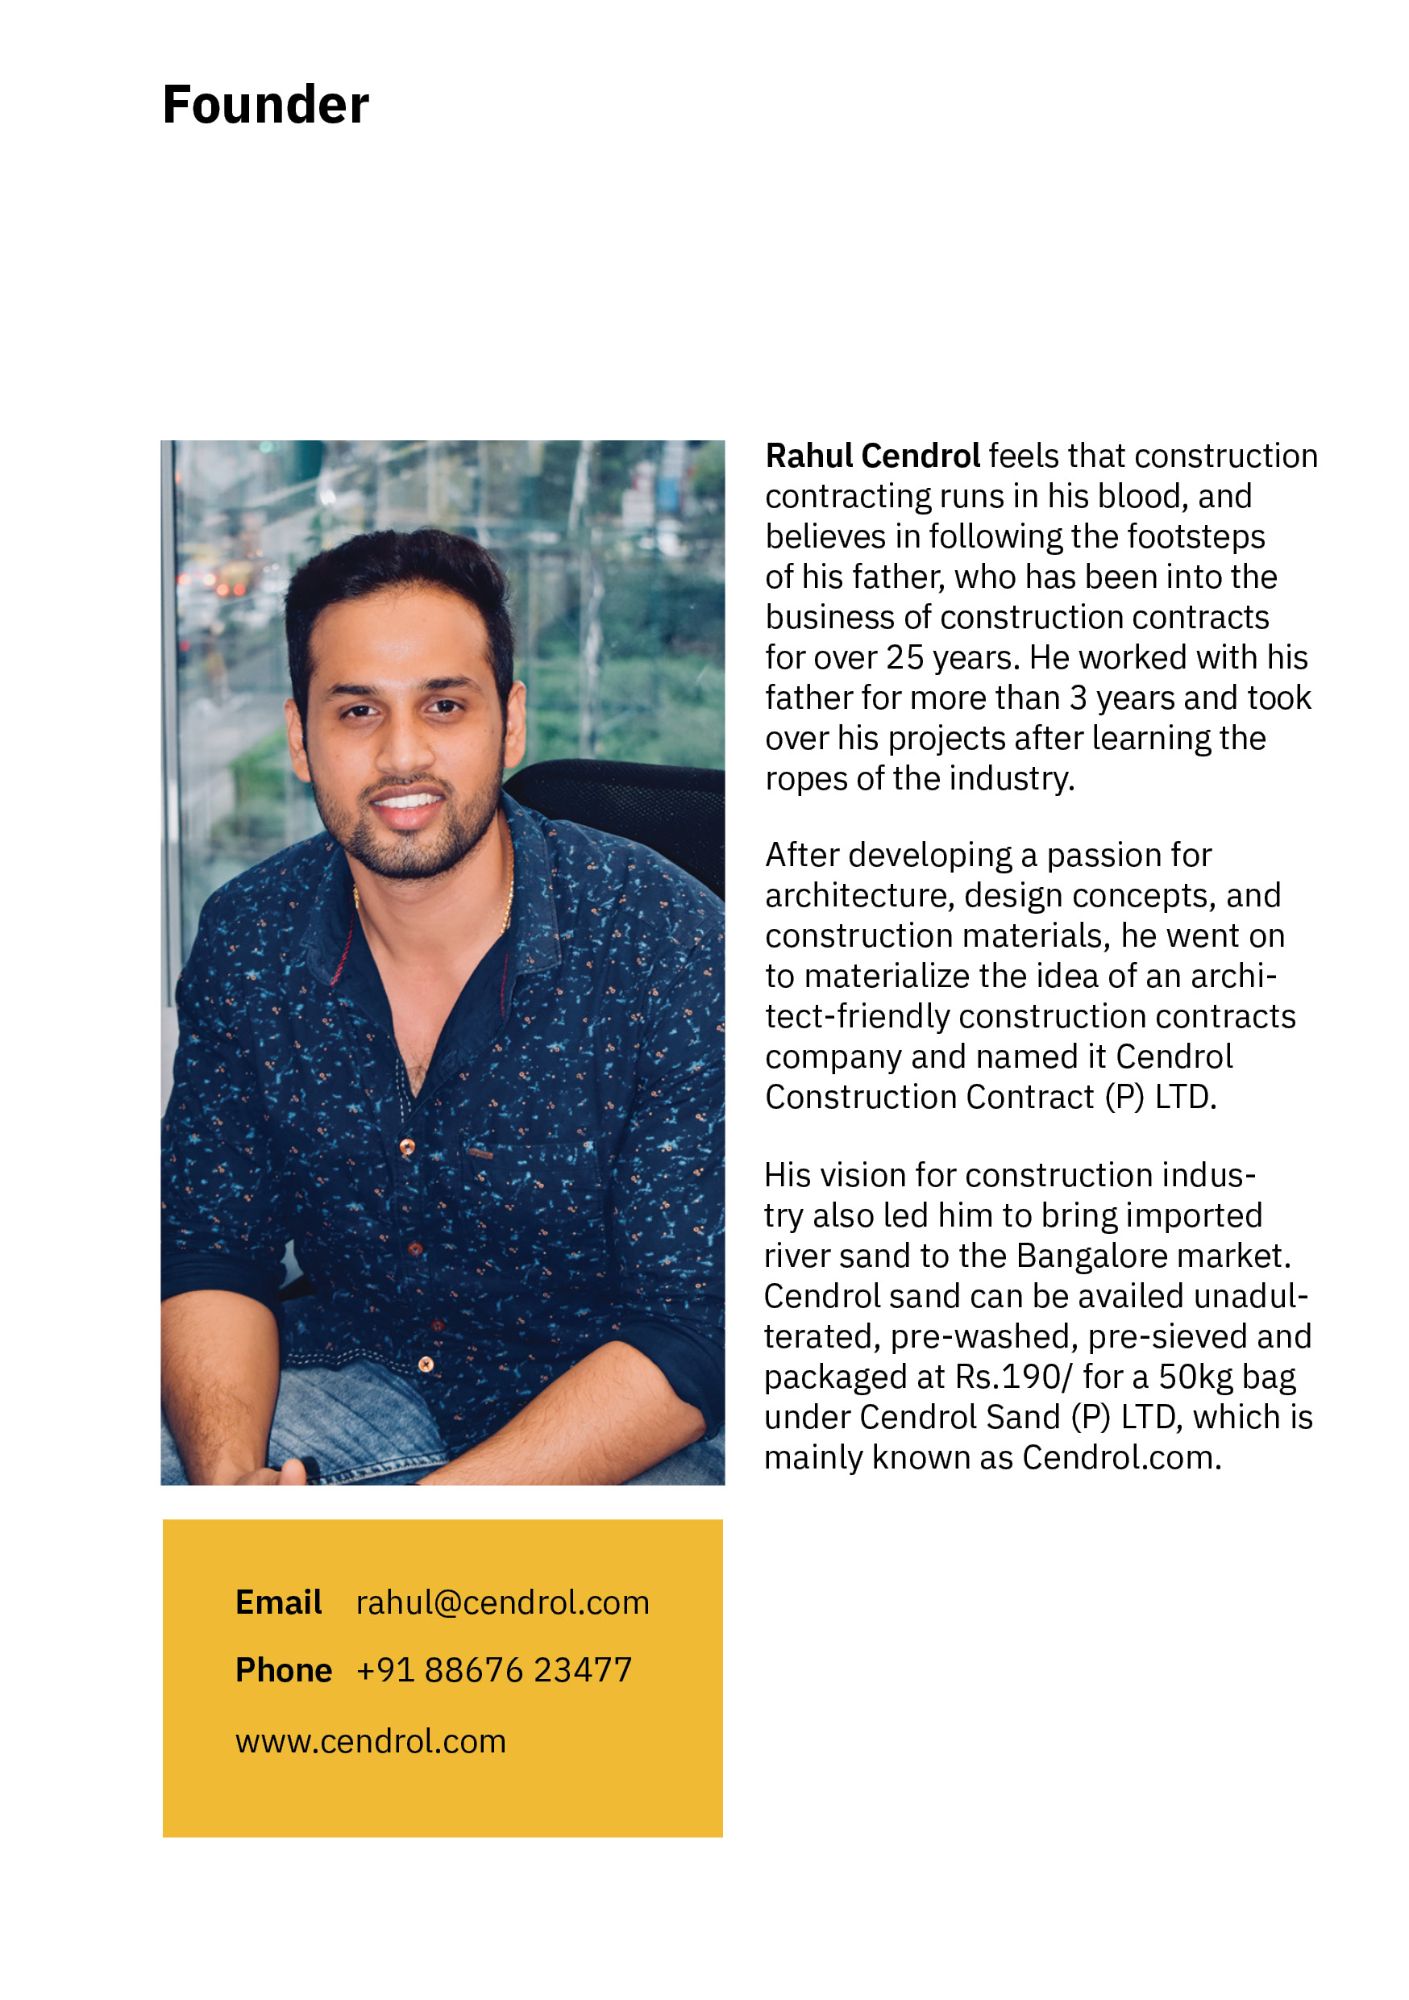 Founder
Rahul Cendrol feels that construction
contracting runs in his blood, and
believes in following the footsteps
of his father, who has been into the
business of construction contracts
for over 25 years. He worked with his
father for more than 3 years and took
over his projects after learning the
ropes of the industry.
After developing a passion for
architecture, design concepts, and
construction materials, he went on
to materialize the idea of an archi-
tect-friendly construction contracts
company and named it Cendrol
Construction Contract (P) LTD.
His vision for construction indus-
try also led him to bring imported
river sand to the Bangalore market.
Cendrol sand can be availed unadul-
terated, pre-washed, pre-sieved and
packaged at Rs.190/ for a 50kg bag
under Cendrol Sand (P) LTD, which is
mainly known as Cendrol.com.
Email rahul@cendrol.com
Phone +91 88676 23477
www.cendrol.com